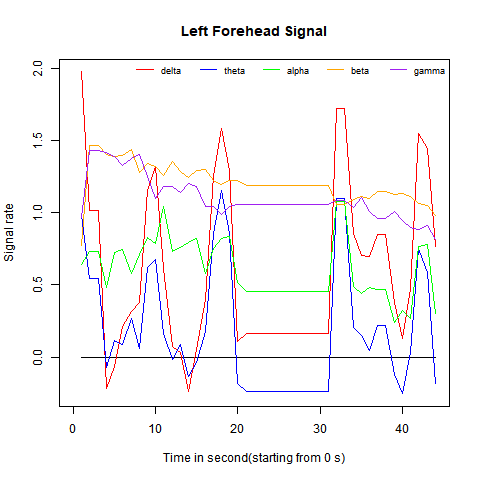 Left Forehead Signal
delta theta alpha beta gamma
2.0
1.5
1.0
0.5
0.0
Signal rate
0 10 20 30 40
Time in second(starting from 0 s)